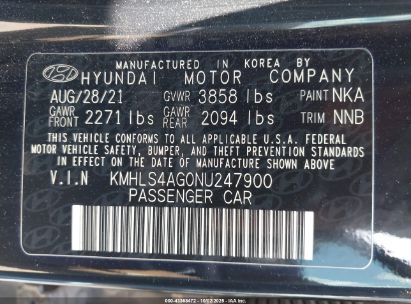 MANUFACTURED IN KOREA BY
HYUNDAI MOTOR COMPANY
AUG/28/21 GVWR 3858 lbs PAINT NKA
GAWR FRONT 2271 lbs GAWR REAR 2094 lbs TRIM NNB
THIS VEHICLE CONFORMS TO ALL APPLICABLE U.S.A. FEDERAL
MOTOR VEHICLE SAFETY, BUMPER, AND THEFT PREVENTION
STANDARDS IN EFFECT ON THE DATE OF MANUFACTURE SHOWN ABOVE.
V.I.N KMHLS4AG0NU247900
PASSENGER CAR